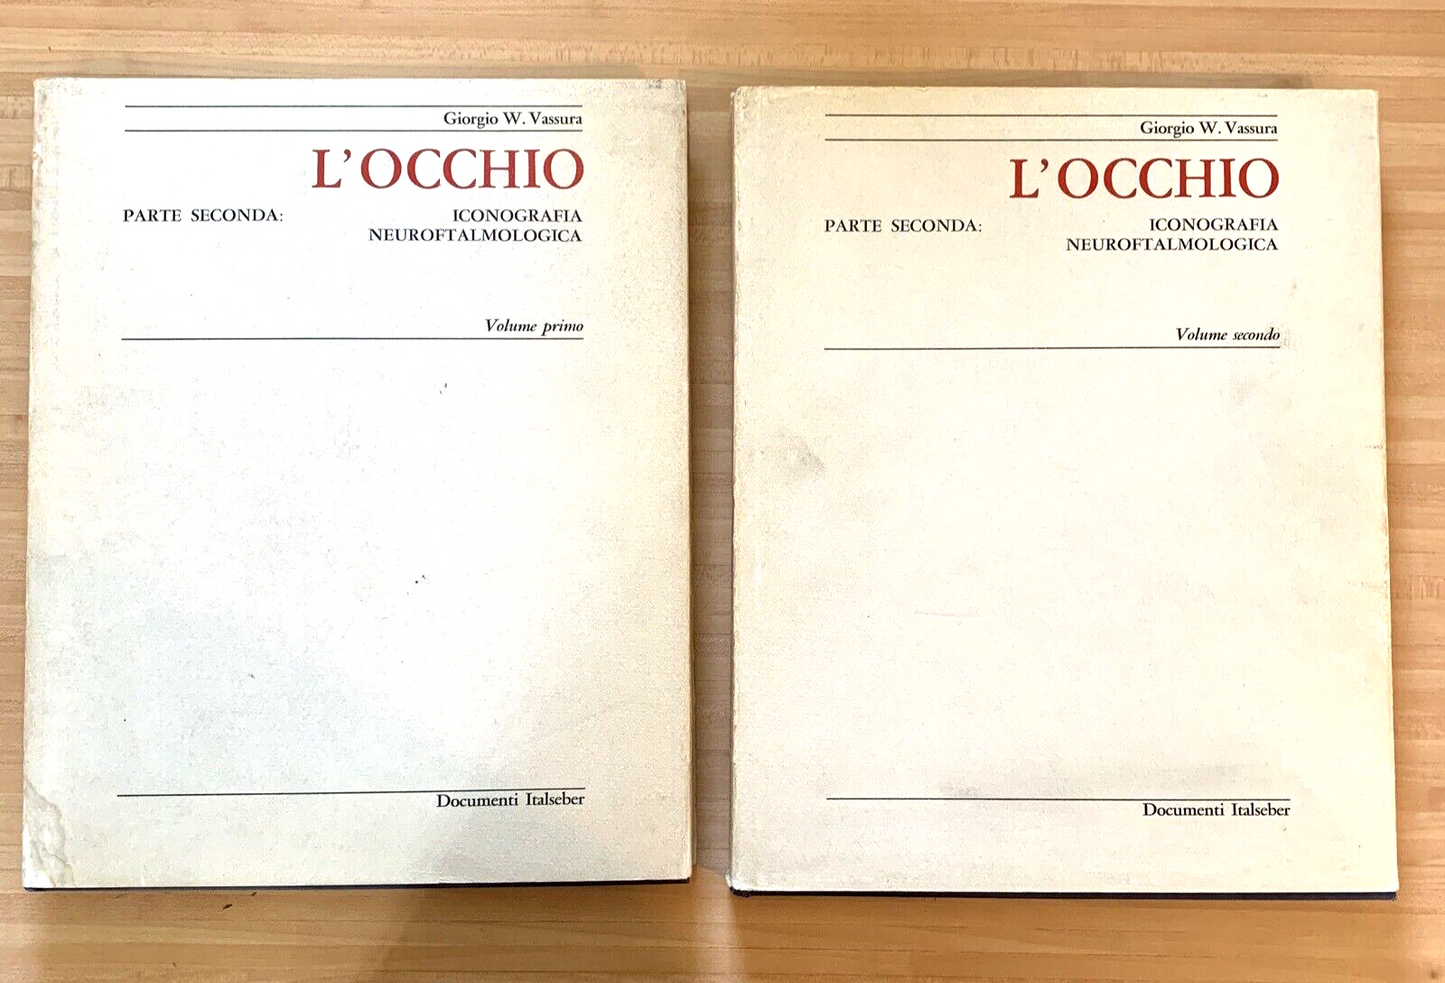 Giorgio W. Vassura
L'OCCHIO
PARTE SECONDA: ICONOGRAFIA
NEUROFTALMOLOGICA
Volume primo
Documenti Italseber
Giorgio W. Vassura
L'OCCHIO
PARTE SECONDA: ICONOGRAFIA
NEUROFTALMOLOGICA
Volume secondo
Documenti Italseber